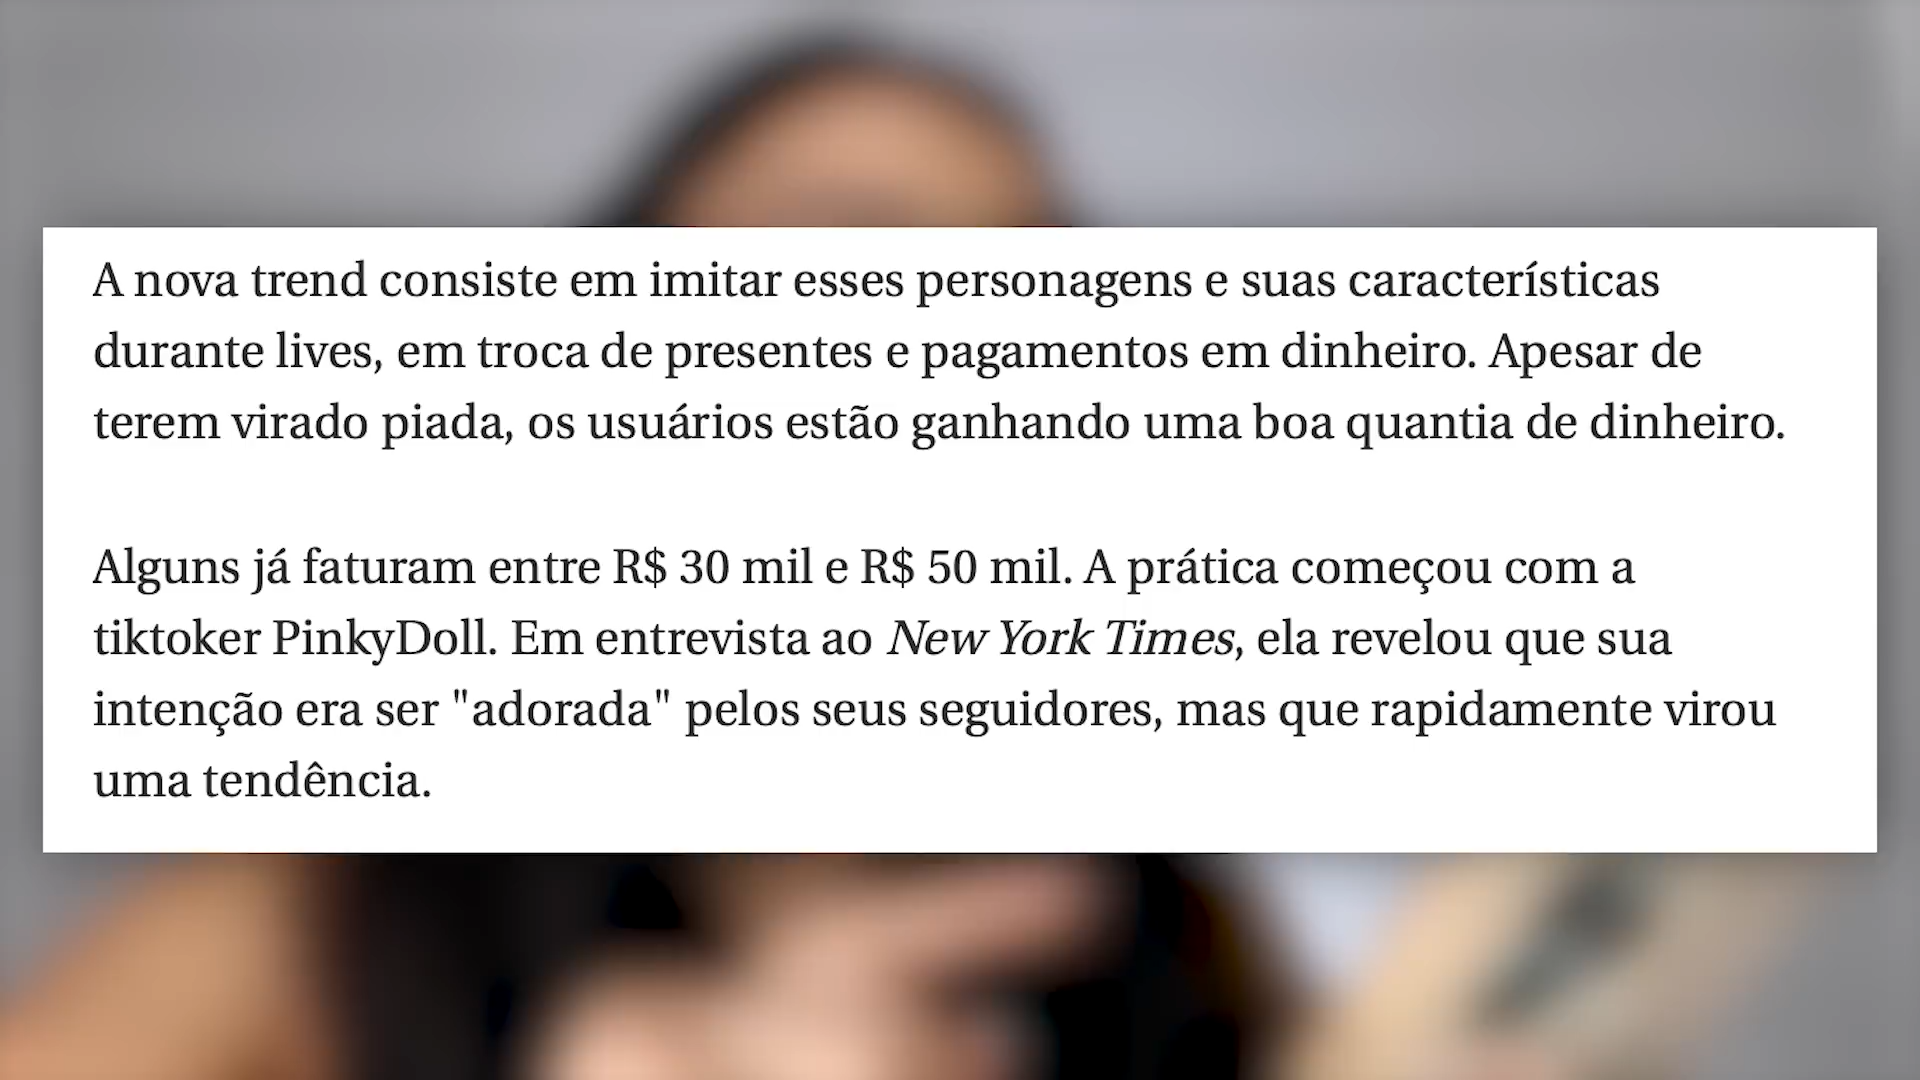 A nova trend consiste em imitar esses personagens e suas características
durante lives, em troca de presentes e pagamentos em dinheiro. Apesar de
terem virado piada, os usuários estão ganhando uma boa quantia de dinheiro.
Alguns já faturam entre R$ 30 mil e R$ 50 mil. A prática começou com a
tiktoker PinkyDoll. Em entrevista ao New York Times, ela revelou que sua
intenção era ser "adorada" pelos seus seguidores, mas que rapidamente virou
uma tendência.